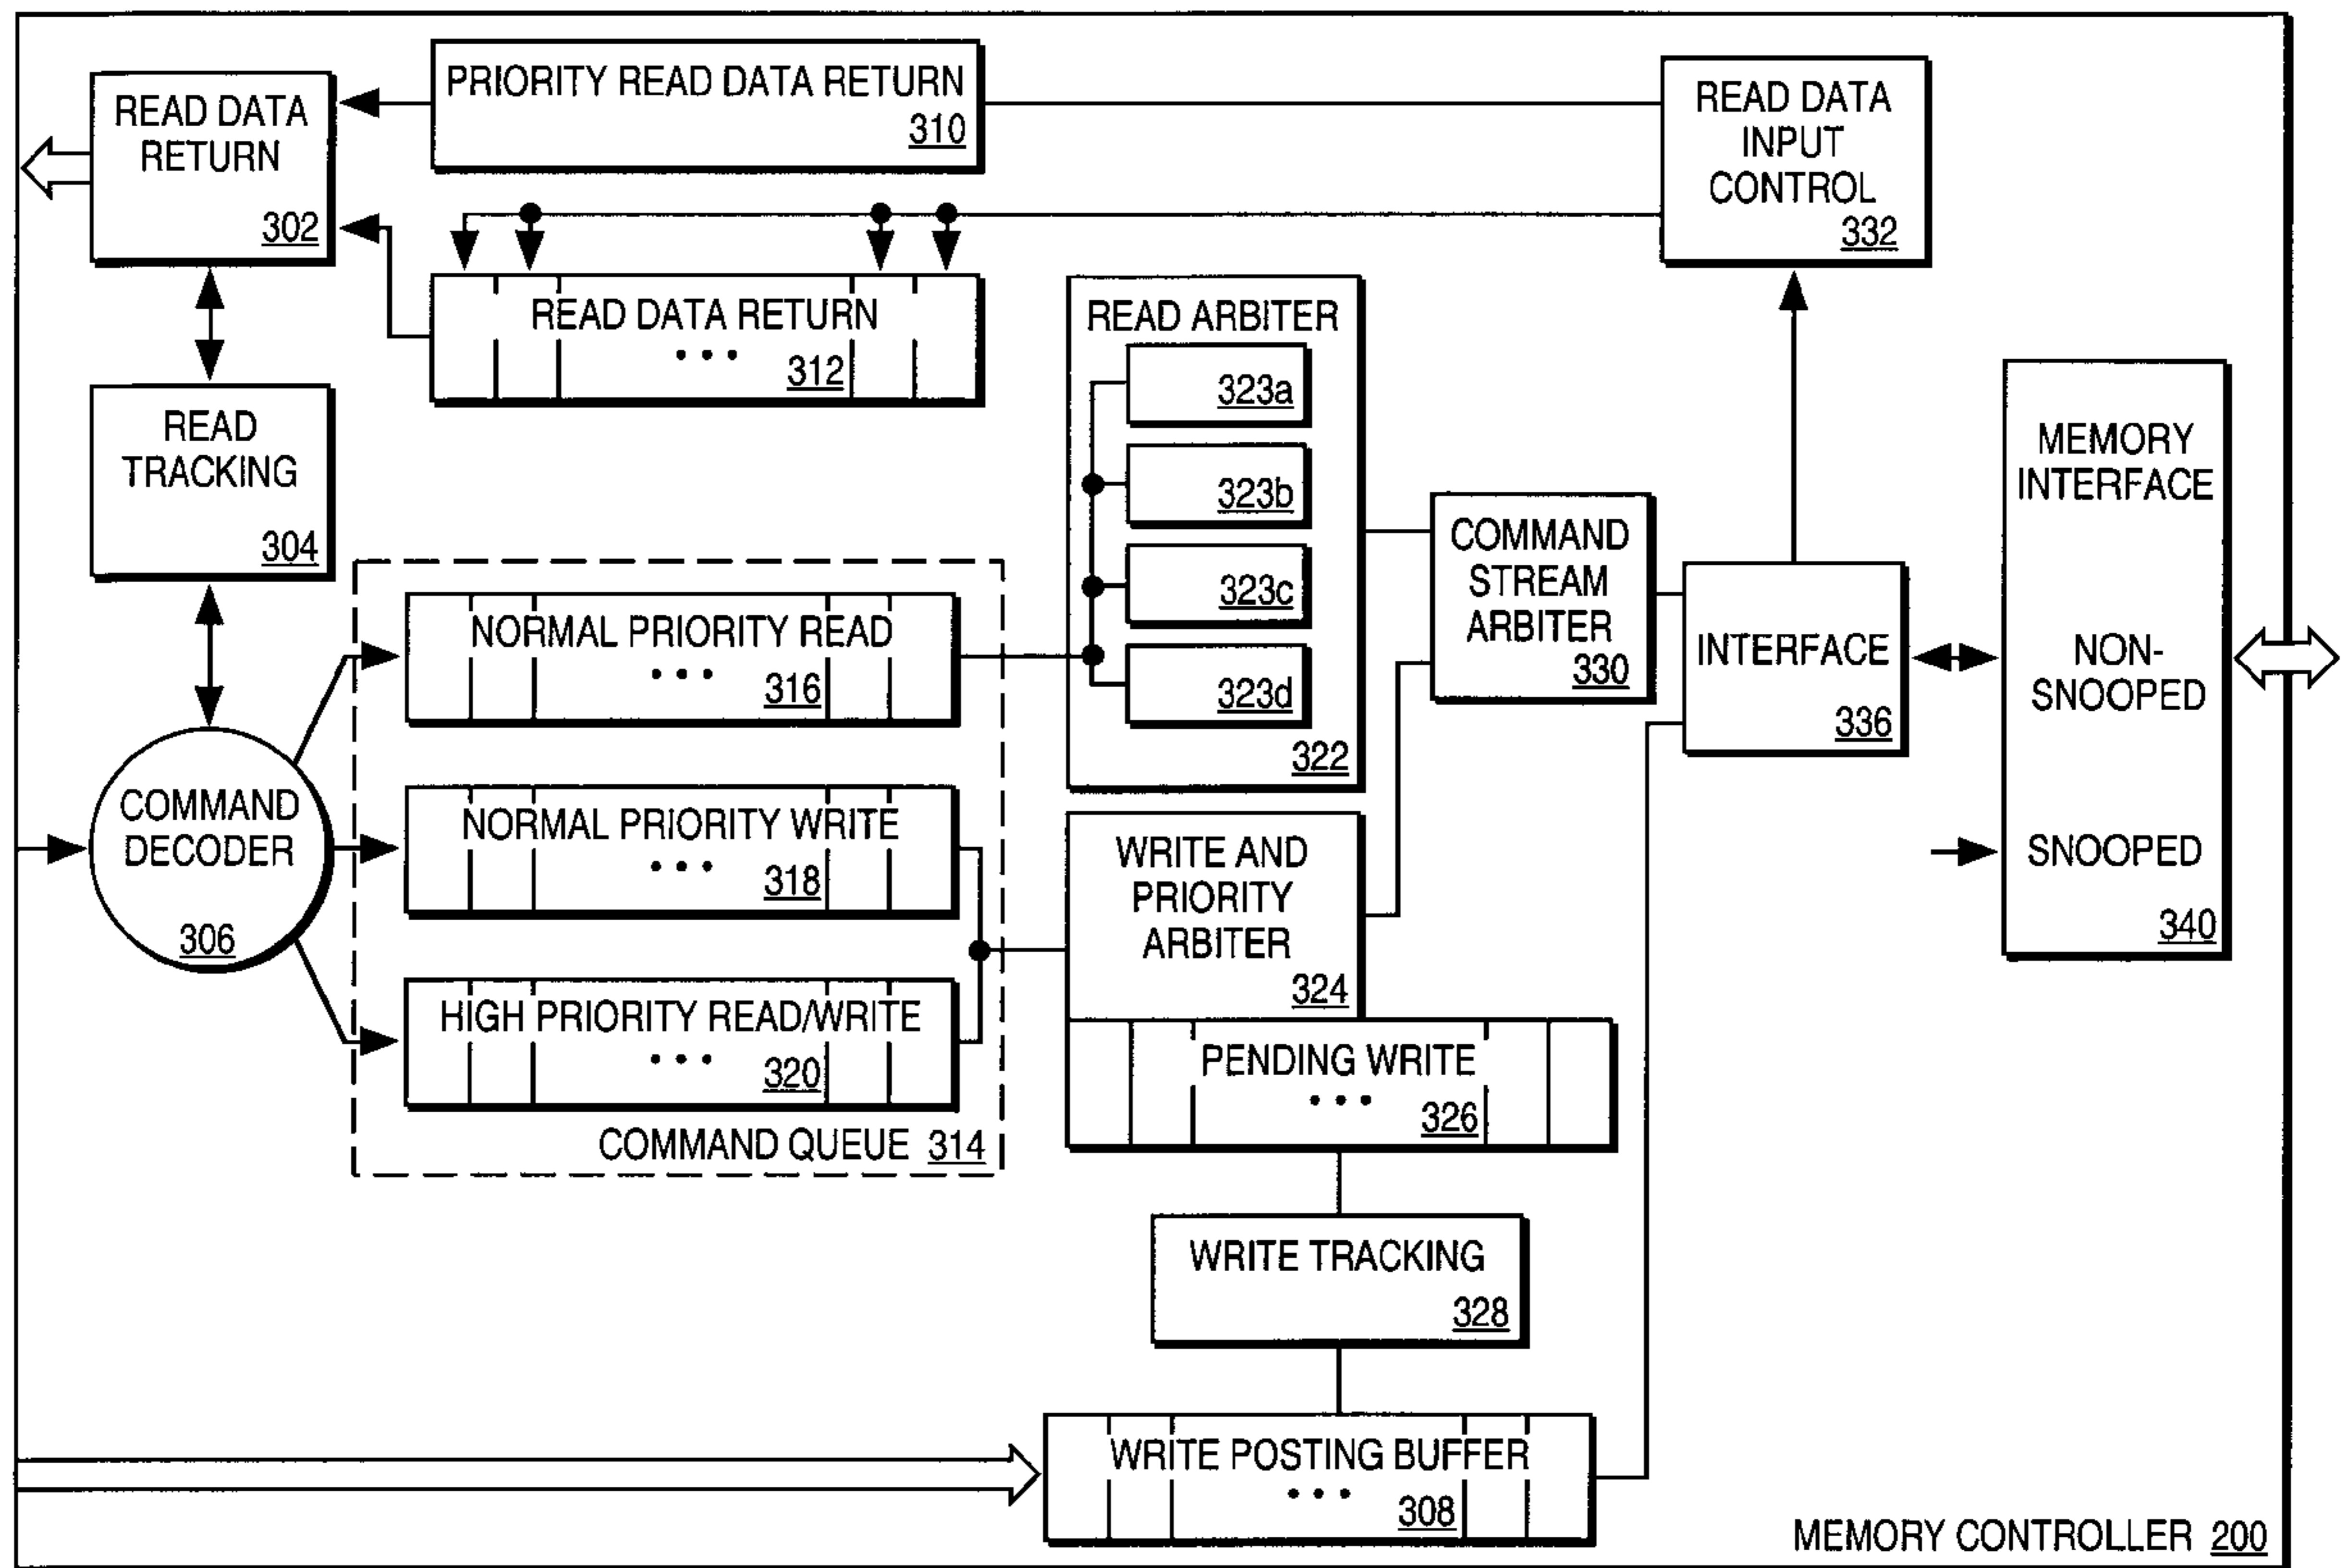 PRIORITY READ DATA RETURN
310
READ DATA
RETURN
302
READ DATA
INPUT
CONTROL
332
READ DATA RETURN
• • • 312
READ ARBITER
323a
323b
323c
323d
322
READ
TRACKING
304
MEMORY
INTERFACE
NON-
SNOOPED
SNOOPED
340
COMMAND
STREAM
ARBITER
330
INTERFACE
336
NORMAL PRIORITY READ
• • • 316
COMMAND
DECODER
306
NORMAL PRIORITY WRITE
• • • 318
HIGH PRIORITY READ/WRITE
• • • 320
COMMAND QUEUE 314
WRITE AND
PRIORITY
ARBITER
324
PENDING WRITE
• • • 326
WRITE TRACKING
328
WRITE POSTING BUFFER
• • • 308
MEMORY CONTROLLER 200